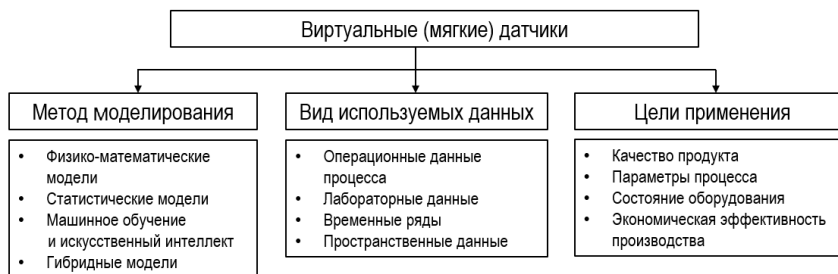 Виртуальные (мягкие) датчики
Метод моделирования
• Физико-математические
модели
• Статистические модели
• Машинное обучение
и искусственный интеллект
• Гибридные модели
Вид используемых данных
• Операционные данные
процесса
• Лабораторные данные
• Временные ряды
• Пространственные данные
Цели применения
• Качество продукта
• Параметры процесса
• Состояние оборудования
• Экономическая эффективность
производства